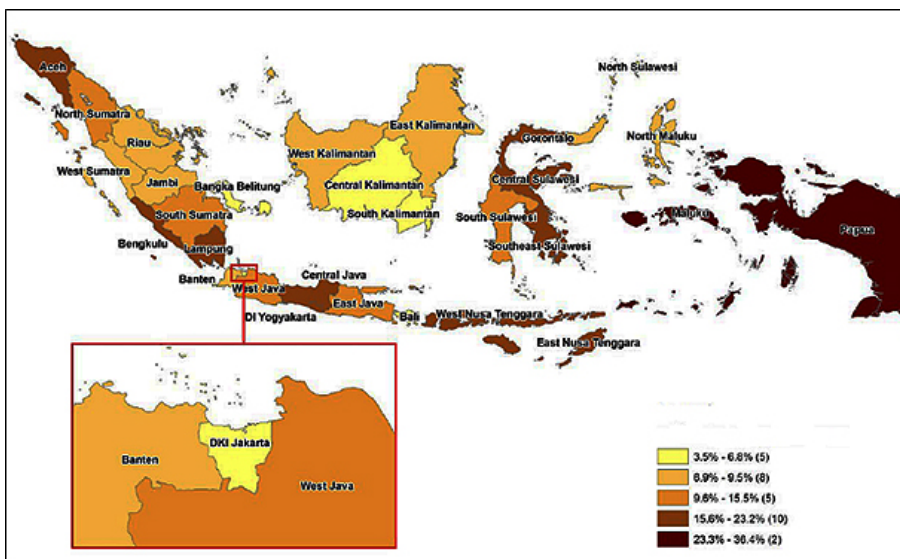 North Sulawesi
Aceh
North Sumatra
East Kalimantan
Gorontalo
North Maluku
Riau
West Kalimantan
West Sumatra
Jambi
Central Sulawesi
Bangka Belitung
Central Kalimantan
South Sumatra
South Kalimantan
South Sulawesi
Maluku
Papua
Bengkulu
Lampung
Southeast Sulawesi
Banten
Central Java
West Java
East Java
DI Yogyakarta
Bali
West Nusa Tenggara
East Nusa Tenggara
DKI Jakarta
Banten
West Java
3.5% - 6.8% (5)
6.9% - 9.5% (8)
9.6% - 15.5% (5)
15.6% - 23.2% (10)
23.3% - 36.4% (2)